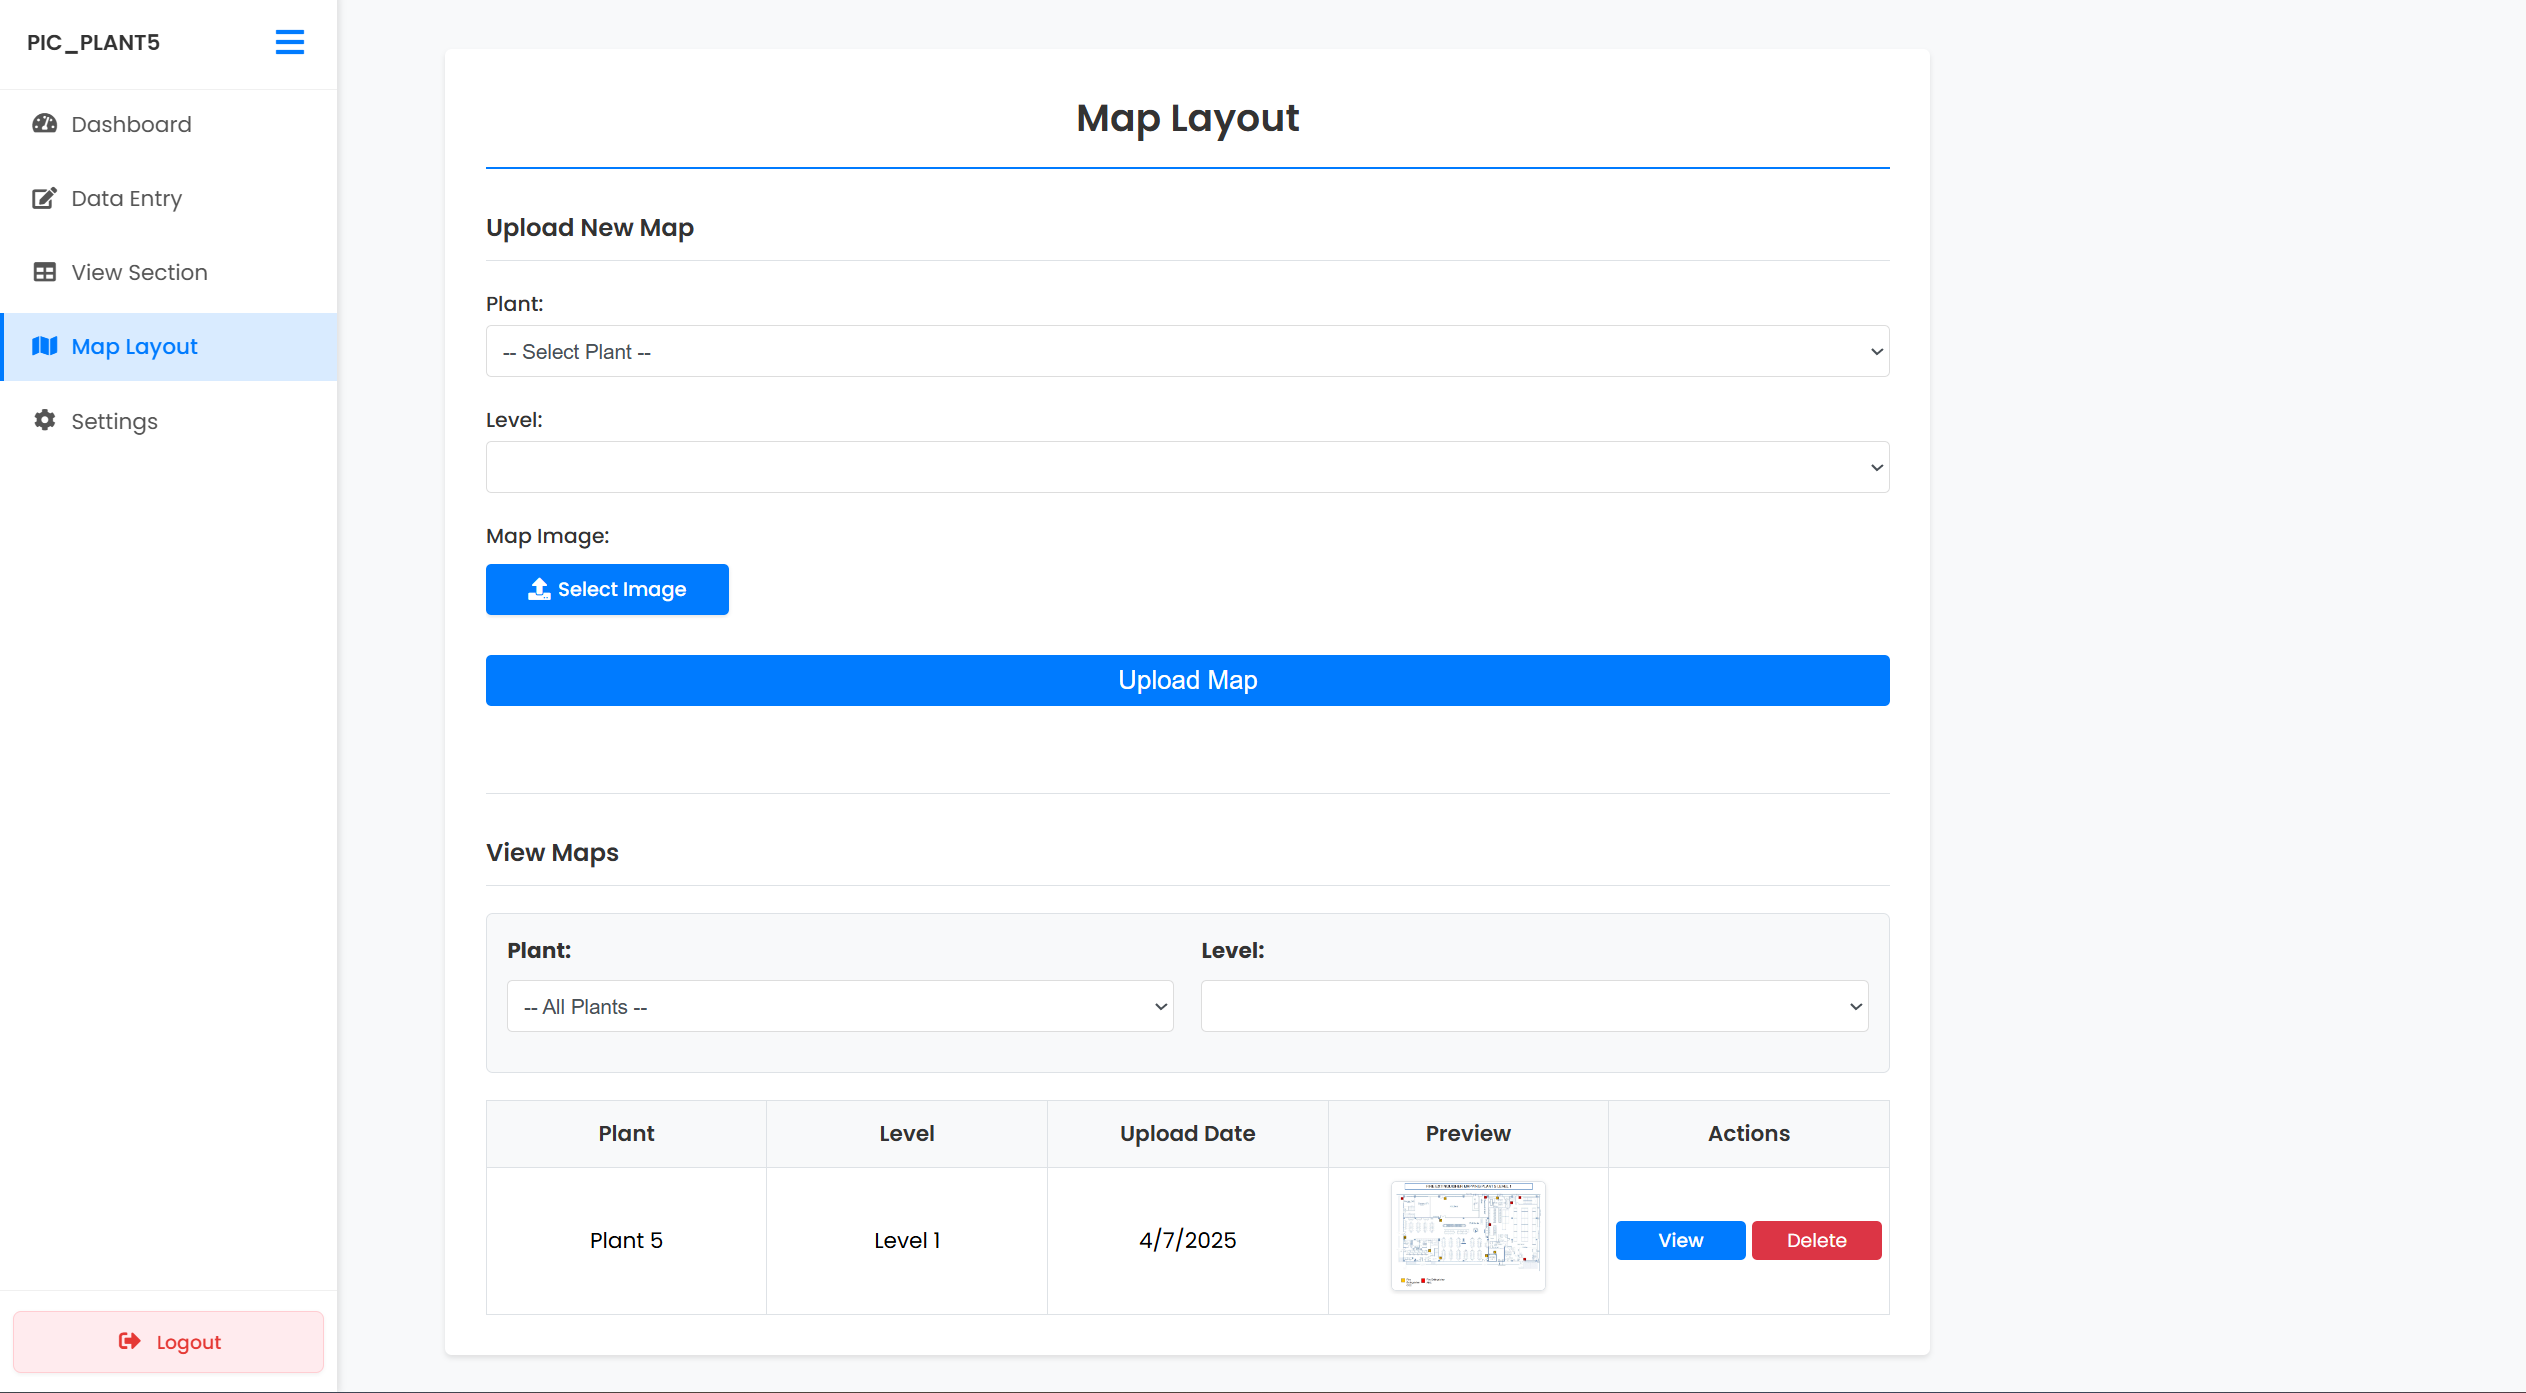 PIC_PLANT5
Dashboard
Data Entry
View Section
Map Layout
Settings
Logout
Map Layout
Upload New Map
Plant:
-- Select Plant --
Level:
Map Image:
Select Image
Upload Map
View Maps
Plant:
Level:
-- All Plants --
Plant Level Upload Date Preview Actions
Plant 5 Level 1 4/7/2025 View Delete